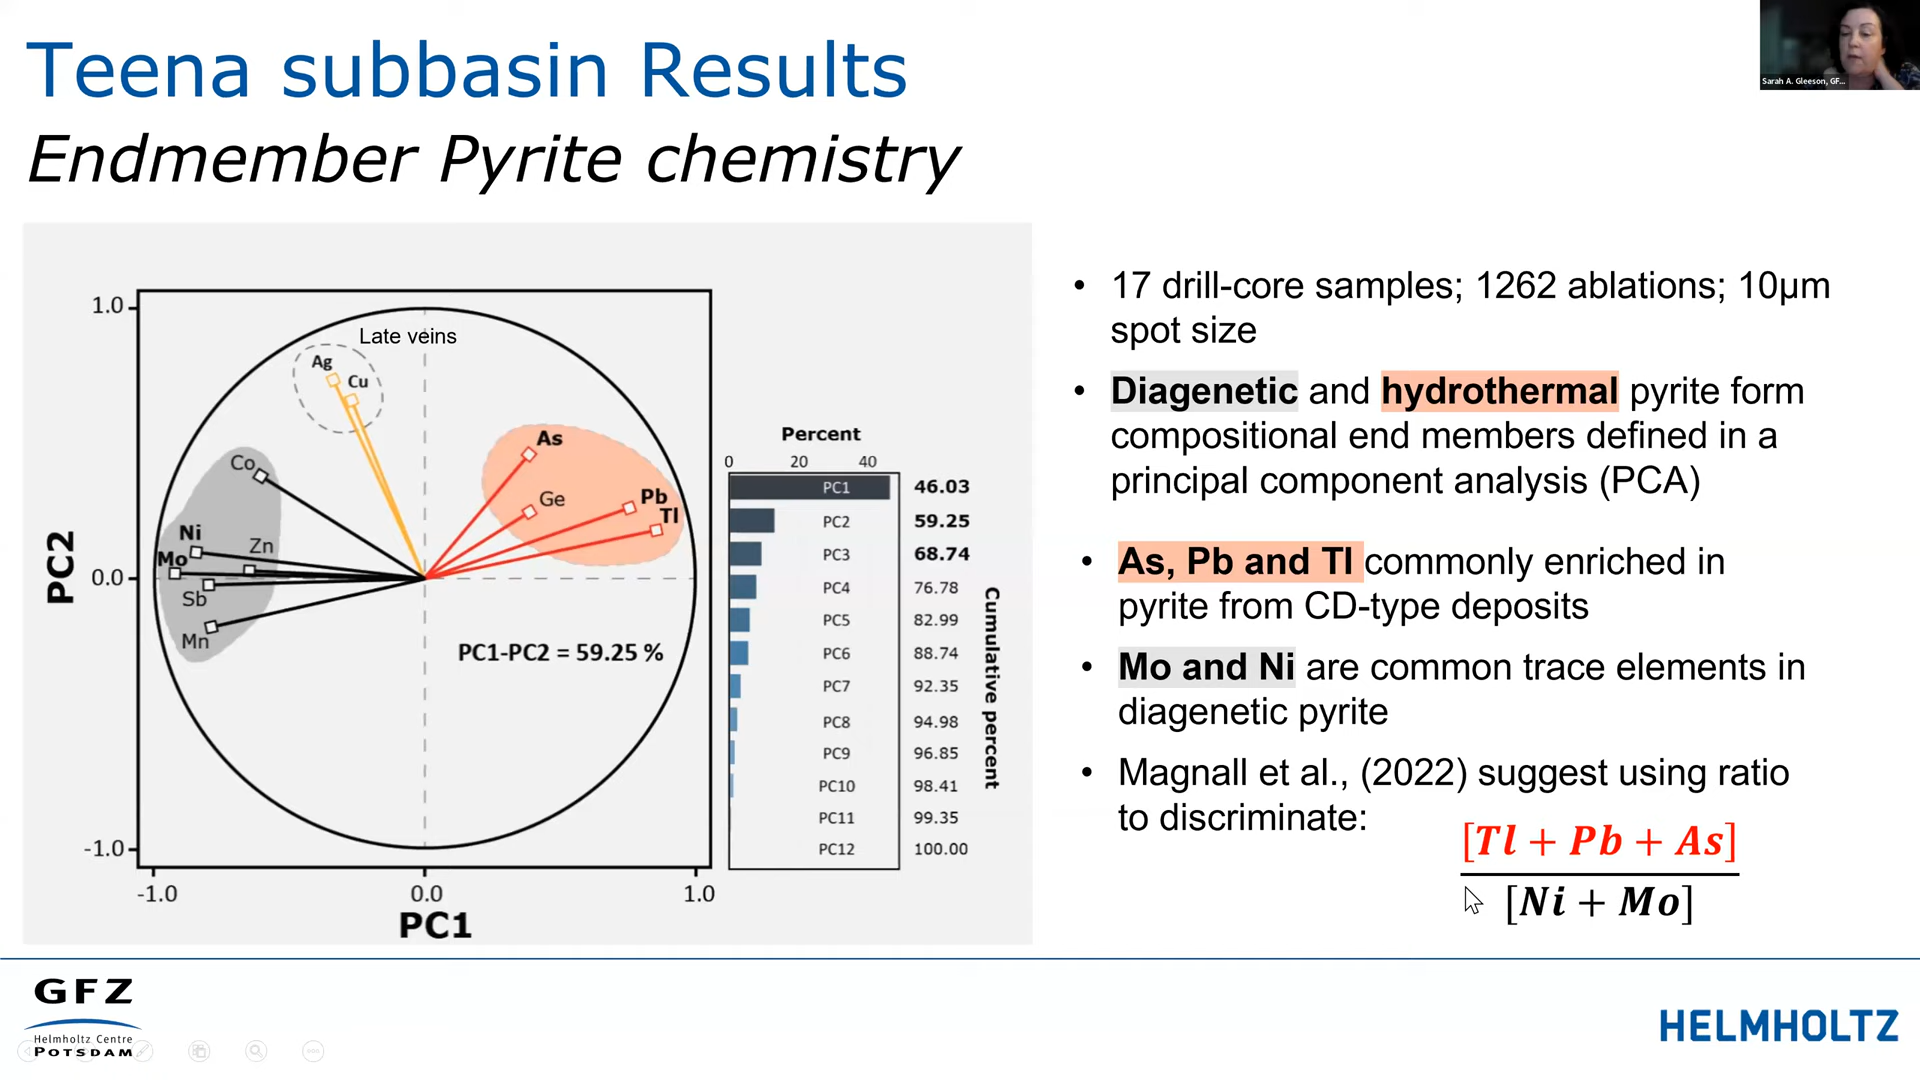 Teena subbasin Results
Endmember Pyrite chemistry
Sarah A. Gleeson, GF...
1.0
0.0
-1.0
PC2
Late veins
Ag
Cu
Co
Ni
Zn
Mo
Sb
Mn
As
Ge
Pb
Tl
PC1-PC2 = 59.25 %
-1.0
0.0
1.0
PC1
Percent
0 20 40
PC1 46.03
PC2 59.25
PC3 68.74
PC4 76.78
PC5 82.99
PC6 88.74
PC7 92.35
PC8 94.98
PC9 96.85
PC10 98.41
PC11 99.35
PC12 100.00
Cumulative percent
• 17 drill-core samples; 1262 ablations; 10µm
spot size
• Diagenetic and hydrothermal pyrite form
compositional end members defined in a
principal component analysis (PCA)
• As, Pb and Tl commonly enriched in
pyrite from CD-type deposits
• Mo and Ni are common trace elements in
diagenetic pyrite
• Magnall et al., (2022) suggest using ratio
to discriminate:
[Tl + Pb + As]
[Ni + Mo]
GFZ
Helmholtz Centre
POTSDAM
HELMHOLTZ